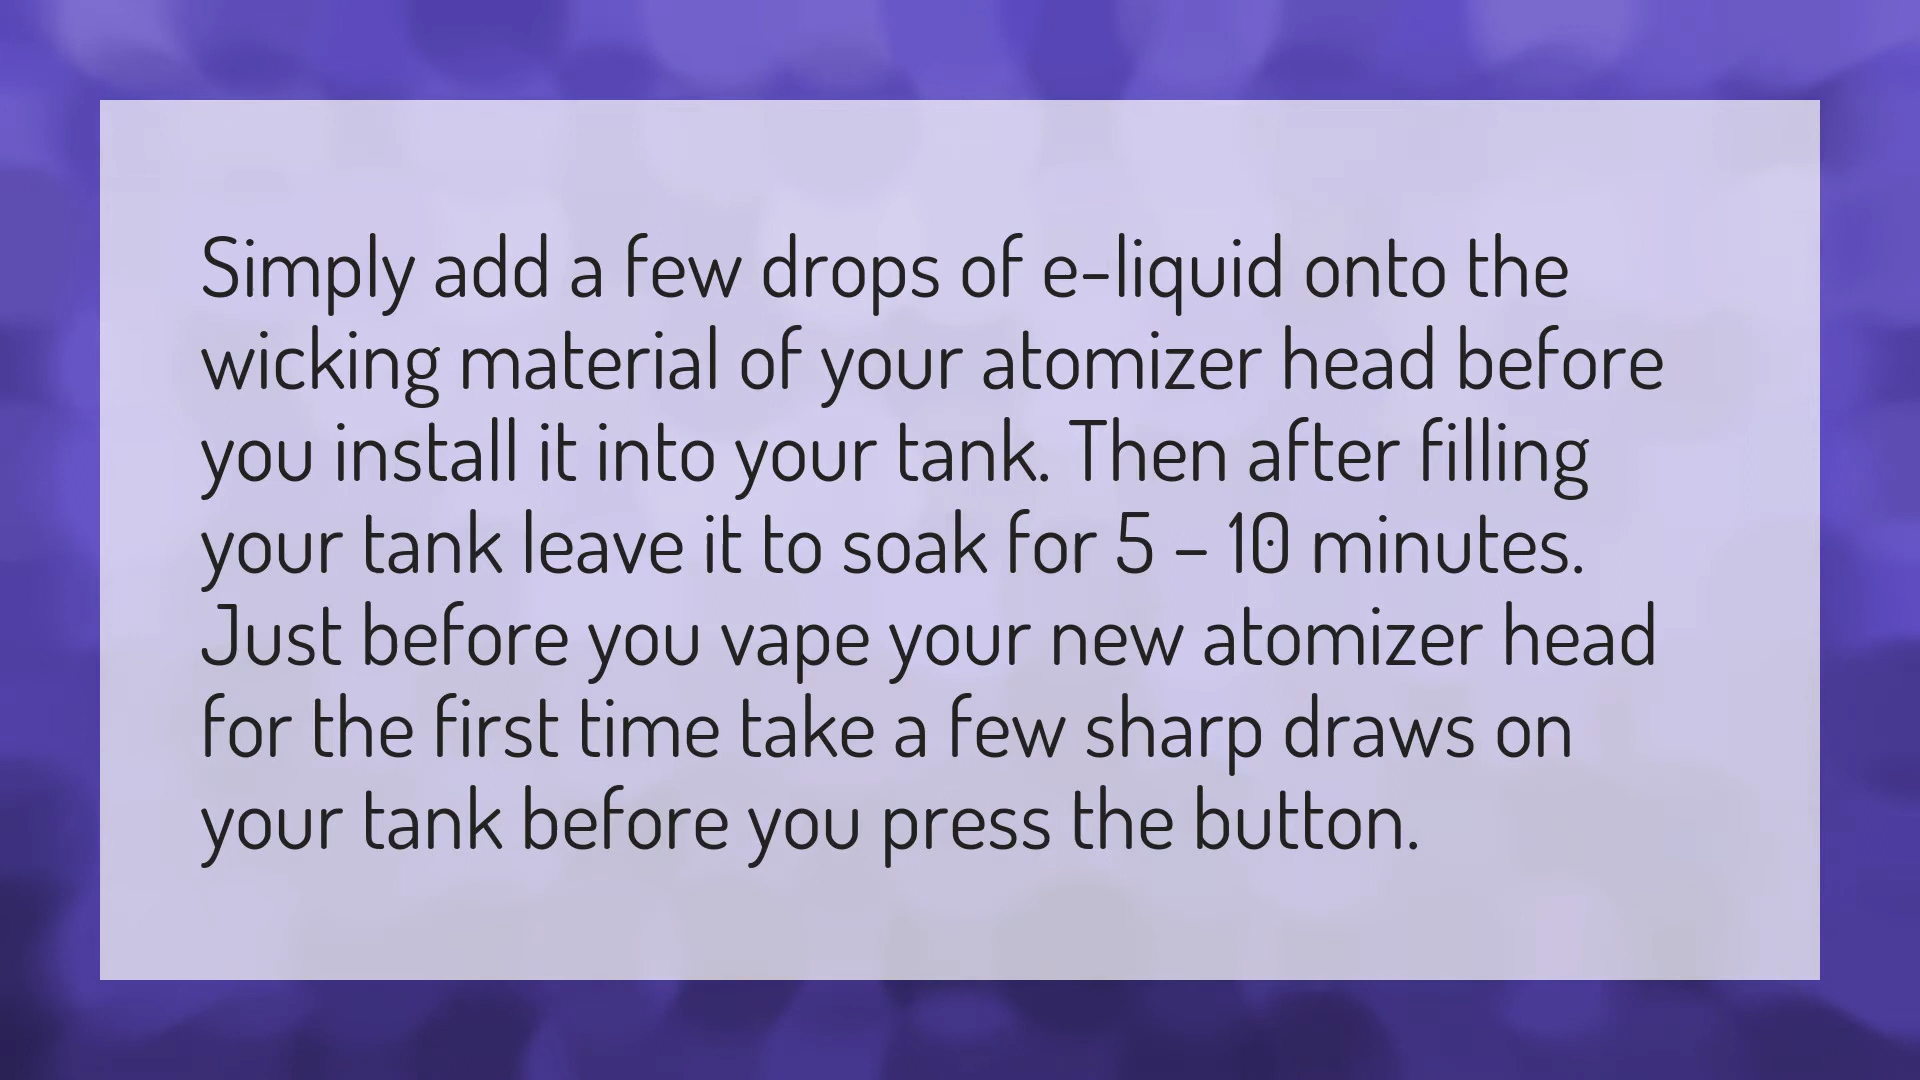 Simply add a few drops of e-liquid onto the
wicking material of your atomizer head before
you install it into your tank. Then after filling
your tank leave it to soak for 5 – 10 minutes.
Just before you vape your new atomizer head
for the first time take a few sharp draws on
your tank before you press the button.